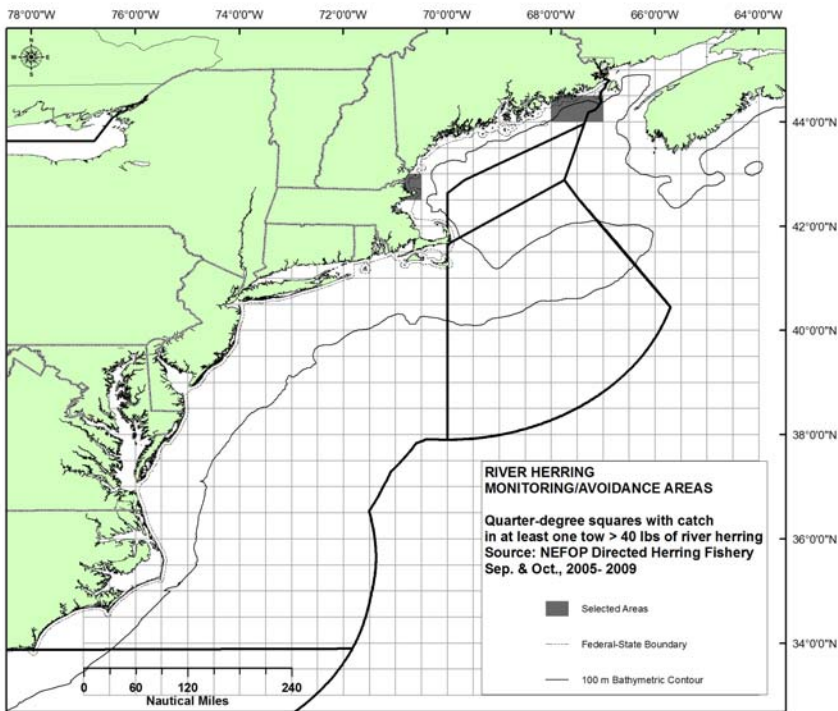 78°0'0"W 76°0'0"W 74°0'0"W 72°0'0"W 70°0'0"W 68°0'0"W 66°0'0"W 64°0'0"W
N
W E
S
44°0'0"N
42°0'0"N
40°0'0"N
38°0'0"N
36°0'0"N
34°0'0"N
RIVER HERRING
MONITORING/AVOIDANCE AREAS
Quarter-degree squares with catch
in at least one tow > 40 lbs of river herring
Source: NEFOP Directed Herring Fishery
Sep. & Oct., 2005- 2009
Selected Areas
Federal-State Boundary
100 m Bathymetric Contour
0 60 120 240
Nautical Miles